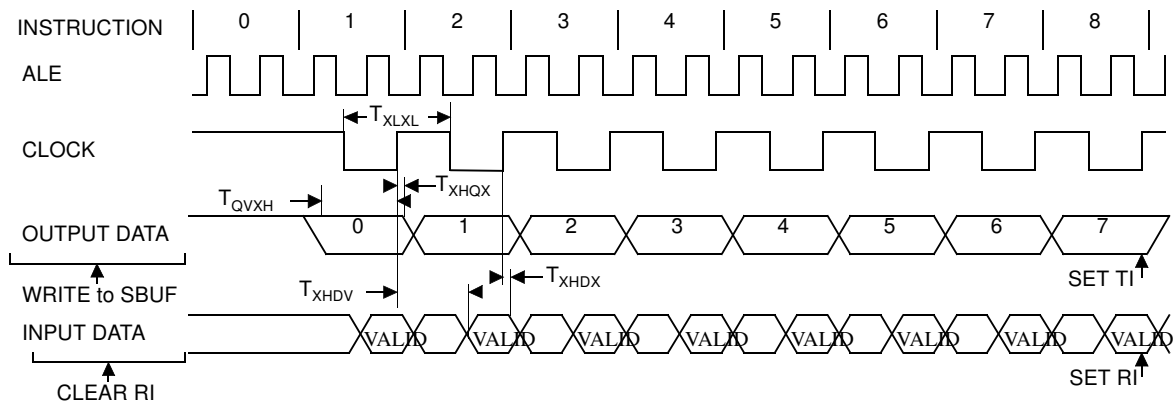 INSTRUCTION 0 1 2 3 4 5 6 7 8
ALE
TXLXL
CLOCK
TXHQX
TQVXH
OUTPUT DATA 0 1 2 3 4 5 6 7
WRITE to SBUF
TXHDV
TXHDX
SET TI
INPUT DATA VALID VALID VALID VALID VALID VALID VALID VALID
CLEAR RI
SET RI